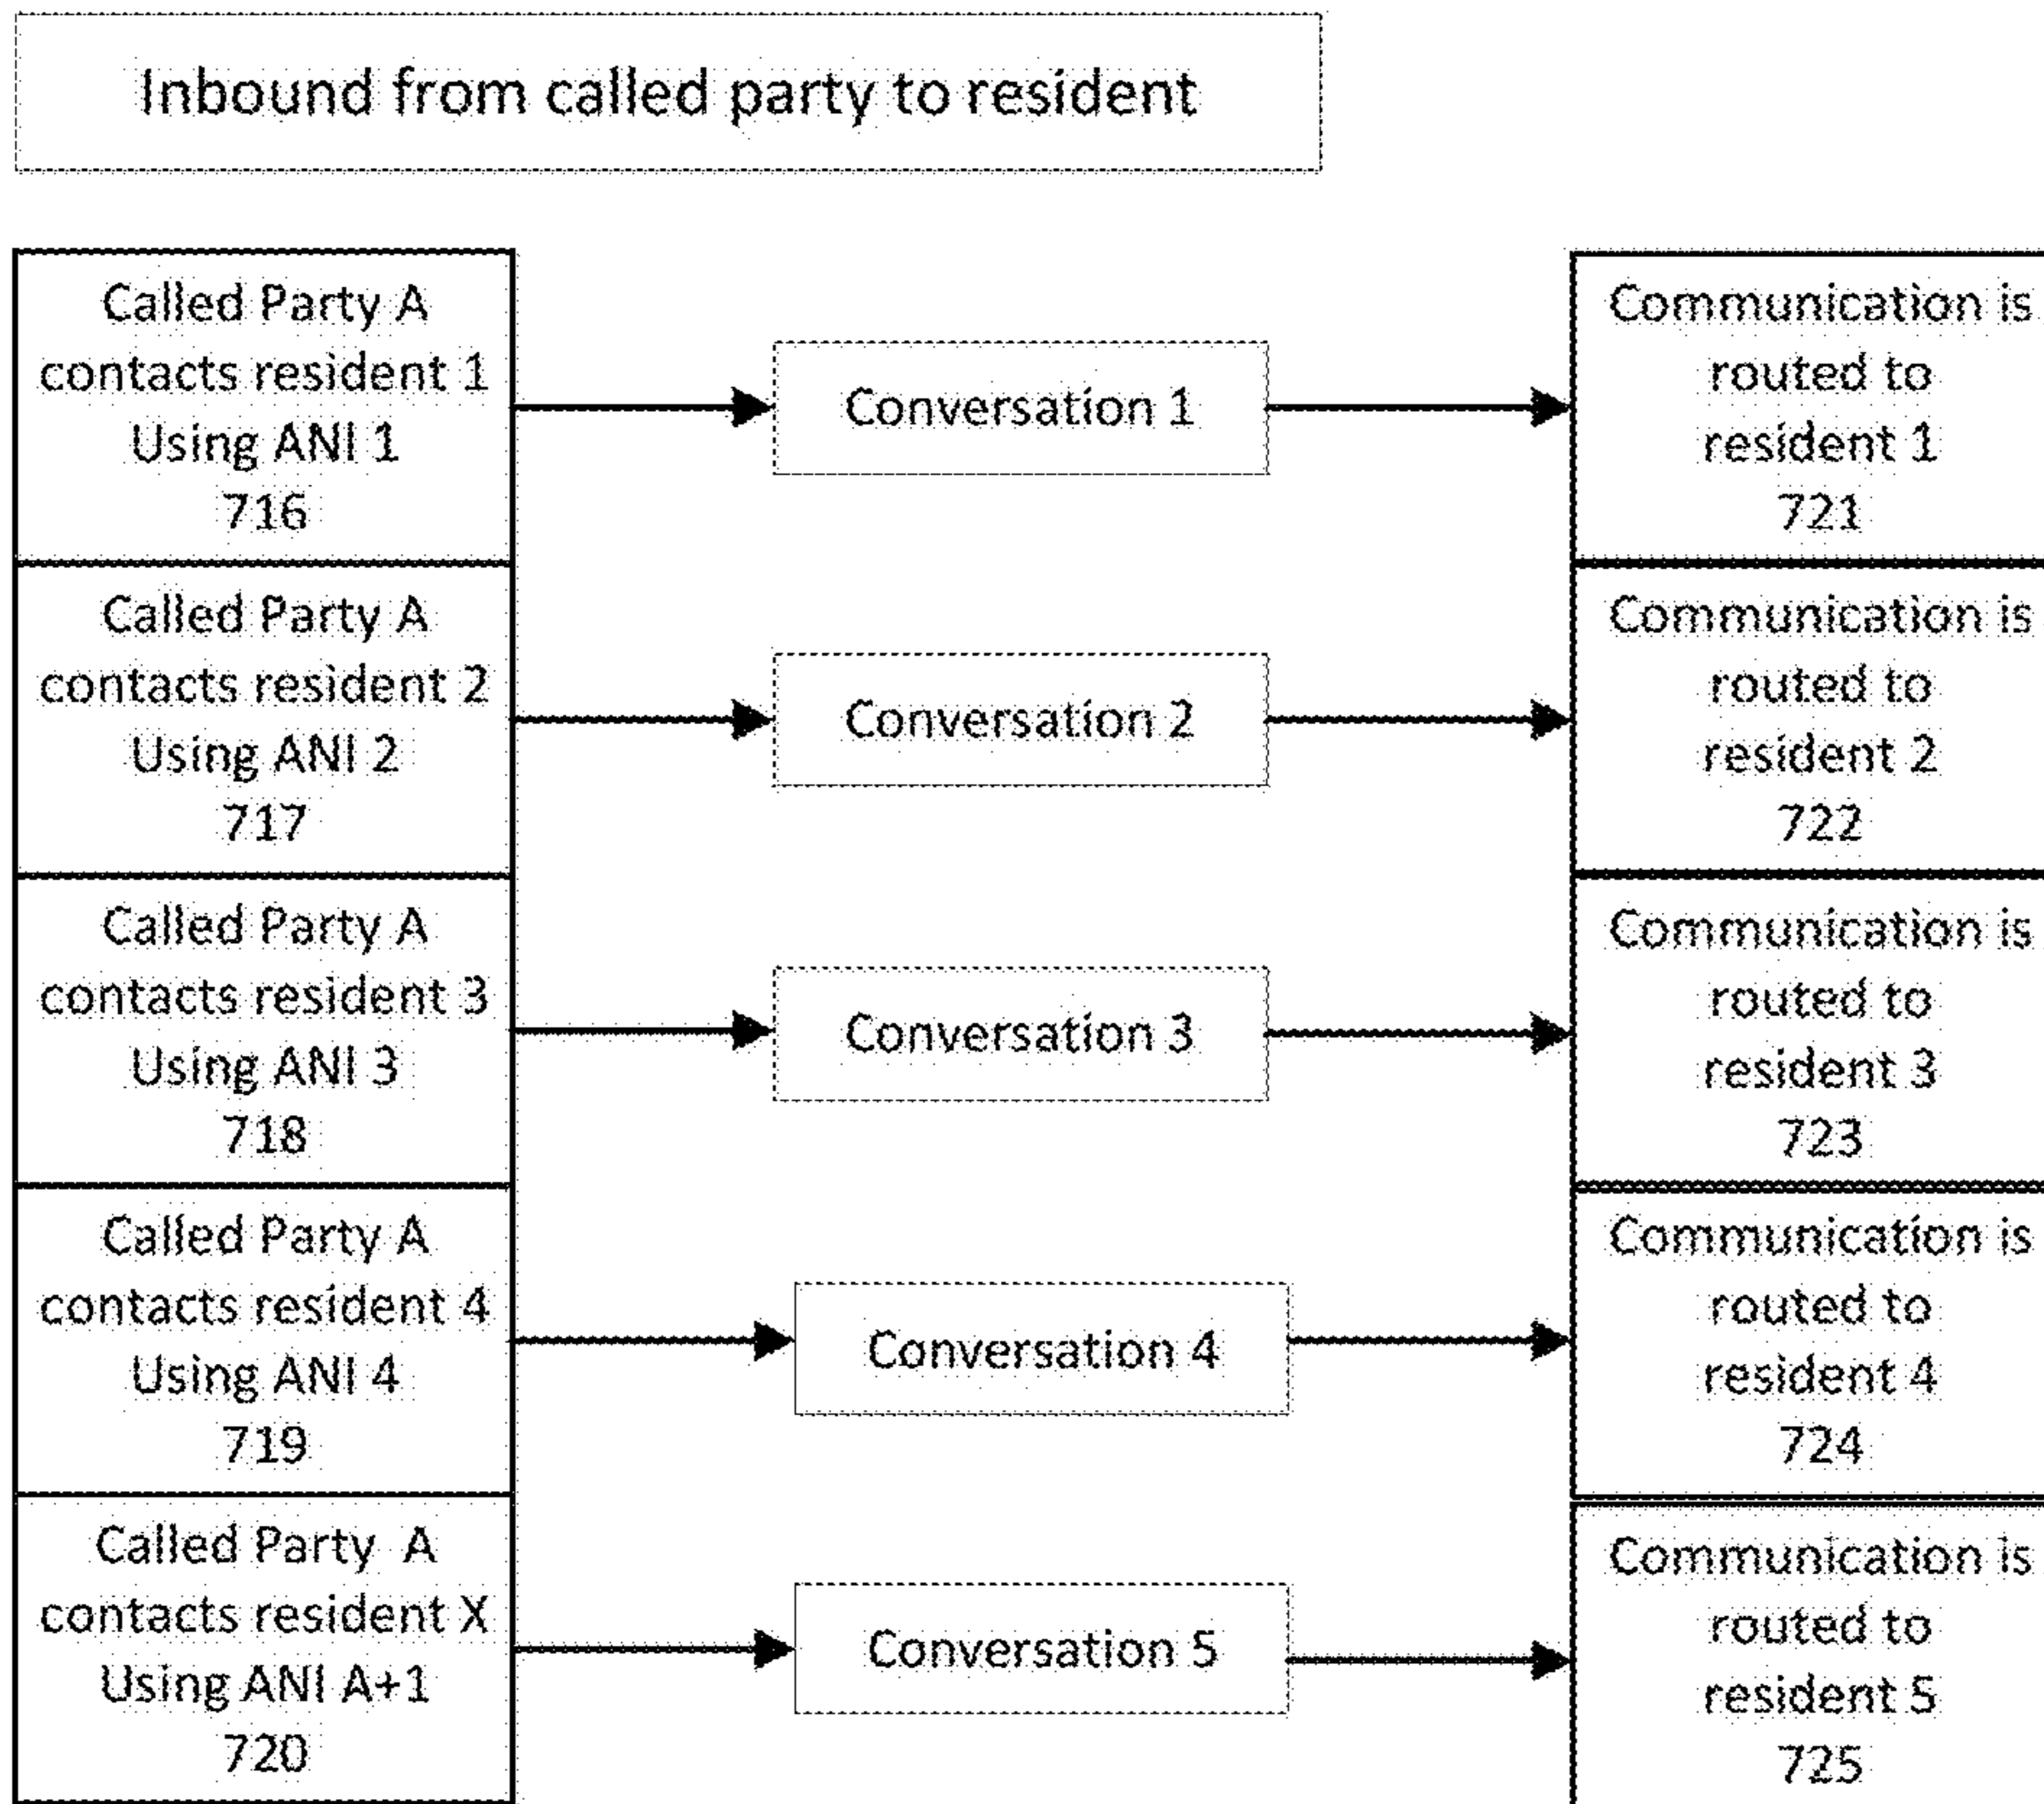 Inbound from called party to resident
Called Party A
contacts resident 1
Using ANI 1
716
Conversation 1
Communication is
routed to
resident 1
721
Called Party A
contacts resident 2
Using ANI 2
717
Conversation 2
Communication is
routed to
resident 2
722
Called Party A
contacts resident 3
Using ANI 3
718
Conversation 3
Communication is
routed to
resident 3
723
Called Party A
contacts resident 4
Using ANI 4
719
Conversation 4
Communication is
routed to
resident 4
724
Called Party A
contacts resident X
Using ANI A+1
720
Conversation 5
Communication is
routed to
resident 5
725